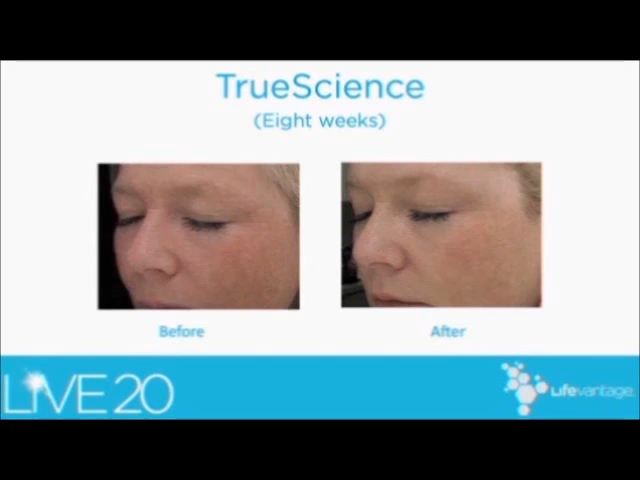 TrueScience
(Eight weeks)
Before
After
LIVE 20
Lifevantage